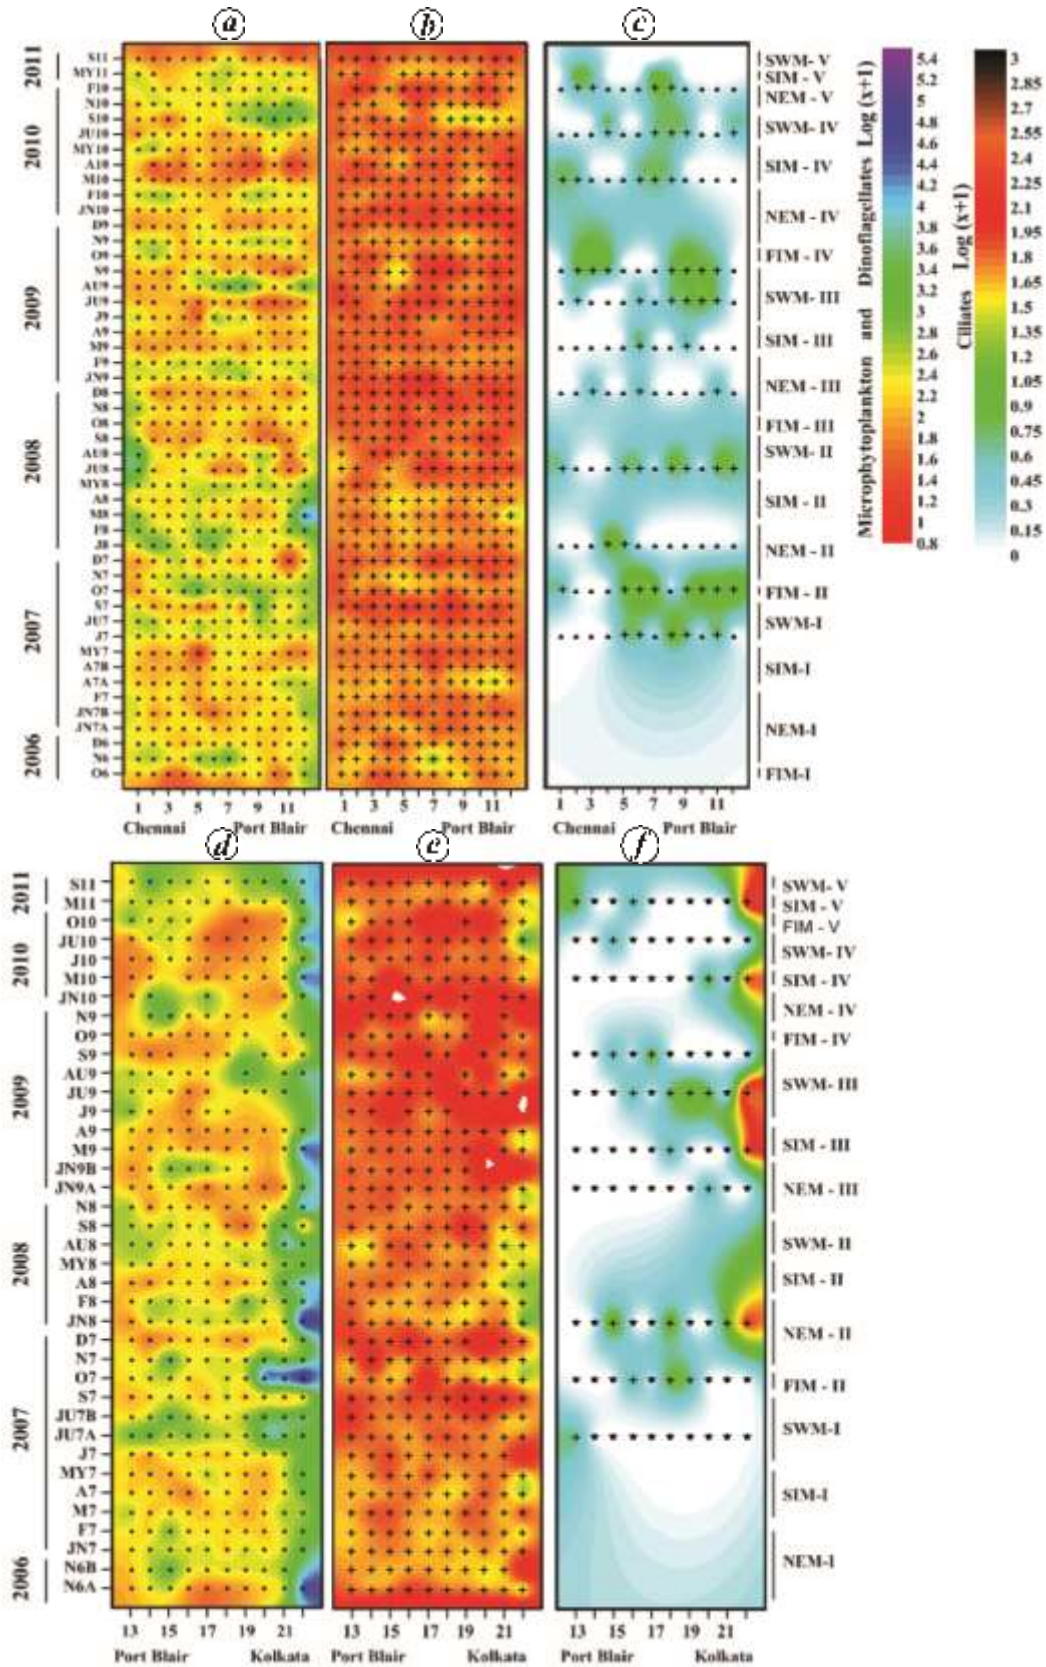 a b c
2011
2010
2009
2008
2007
2006
S11
MY11
F10
N10
S10
JU10
MY10
A10
M10
F10
JN10
D9
N9
O9
S9
AU9
JU9
J9
A9
M9
F9
JN9
D8
N8
O8
S8
AU8
JU8
MY8
A8
M8
F8
J8
D7
N7
O7
S7
JU7
J7
MY7
A7B
A7A
F7
JN7B
JN7A
D6
N6
O6
SWM- V
SIM - V
NEM - V
SWM- IV
SIM - IV
NEM - IV
FIM - IV
SWM- III
SIM - III
NEM - III
FIM - III
SWM- II
SIM - II
NEM - II
FIM - II
SWM-I
SIM-I
NEM-I
FIM-I
Microphytoplankton and Dinoflagellates Log (x+1)
5.4
5.2
5
4.8
4.6
4.4
4.2
4
3.8
3.6
3.4
3.2
3
2.8
2.6
2.4
2.2
2
1.8
1.6
1.4
1.2
1
0.8
Ciliates Log (x+1)
3
2.85
2.7
2.55
2.4
2.25
2.1
1.95
1.8
1.65
1.5
1.35
1.2
1.05
0.9
0.75
0.6
0.45
0.3
0.15
0
1 3 5 7 9 11 1 3 5 7 9 11 1 3 5 7 9 11
Chennai Port Blair Chennai Port Blair Chennai Port Blair
d e f
2011
2010
2009
2008
2007
2006
S11
M11
O10
JU10
J10
M10
JN10
N9
O9
S9
AU9
JU9
J9
A9
M9
JN9B
JN9A
N8
S8
AU8
MY8
A8
F8
JN8
D7
N7
O7
S7
JU7B
JU7A
J7
MY7
A7
M7
F7
JN7
N6B
N6A
SWM- V
SIM - V
FIM - V
SWM- IV
SIM - IV
NEM - IV
FIM - IV
SWM- III
SIM - III
NEM - III
SWM- II
SIM - II
NEM - II
FIM - II
SWM-I
SIM-I
NEM-I
13 15 17 19 21 13 15 17 19 21 13 15 17 19 21
Port Blair Kolkata Port Blair Kolkata Port Blair Kolkata